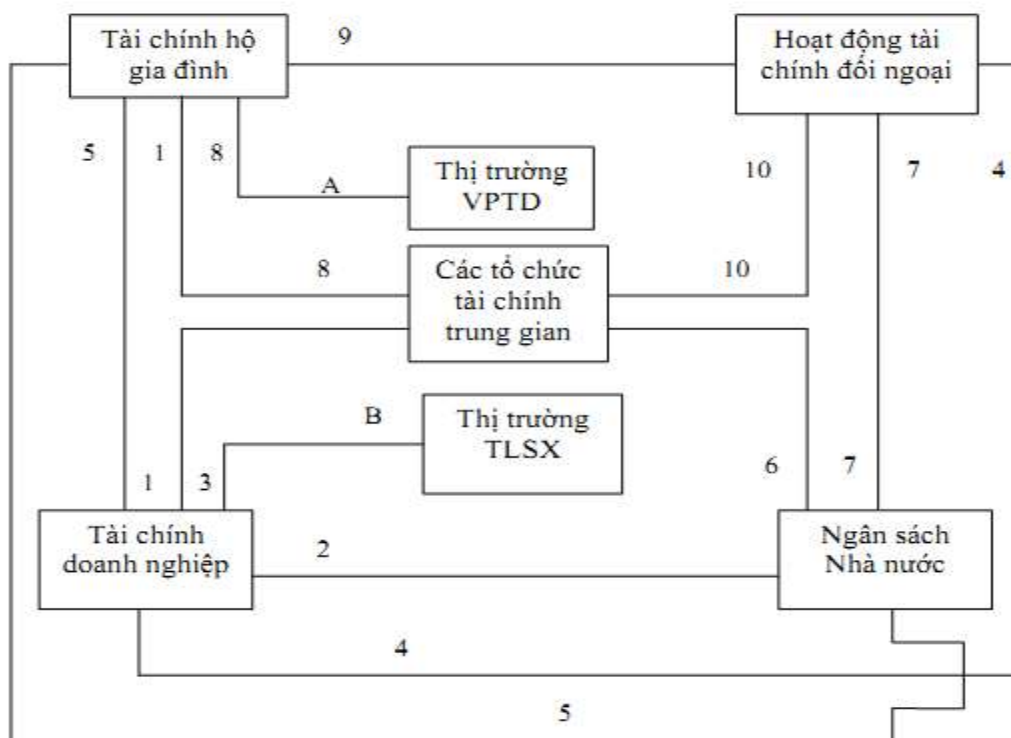 Tài chính hộ
gia đình
9
Hoạt động tài
chính đối ngoại
5
1
8
A
Thị trường
VPTD
10
7
4
8
Các tổ chức
tài chính
trung gian
10
B
Thị trường
TLSX
1
3
6
7
Tài chính
doanh nghiệp
2
Ngân sách
Nhà nước
4
5